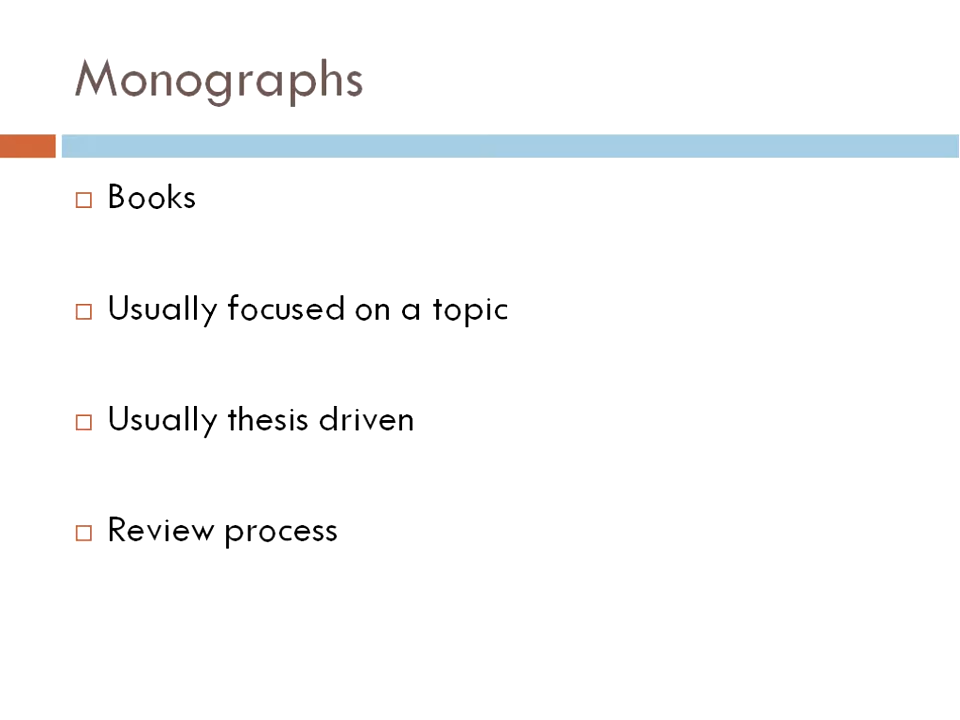 Monographs
Books
Usually focused on a topic
Usually thesis driven
Review process